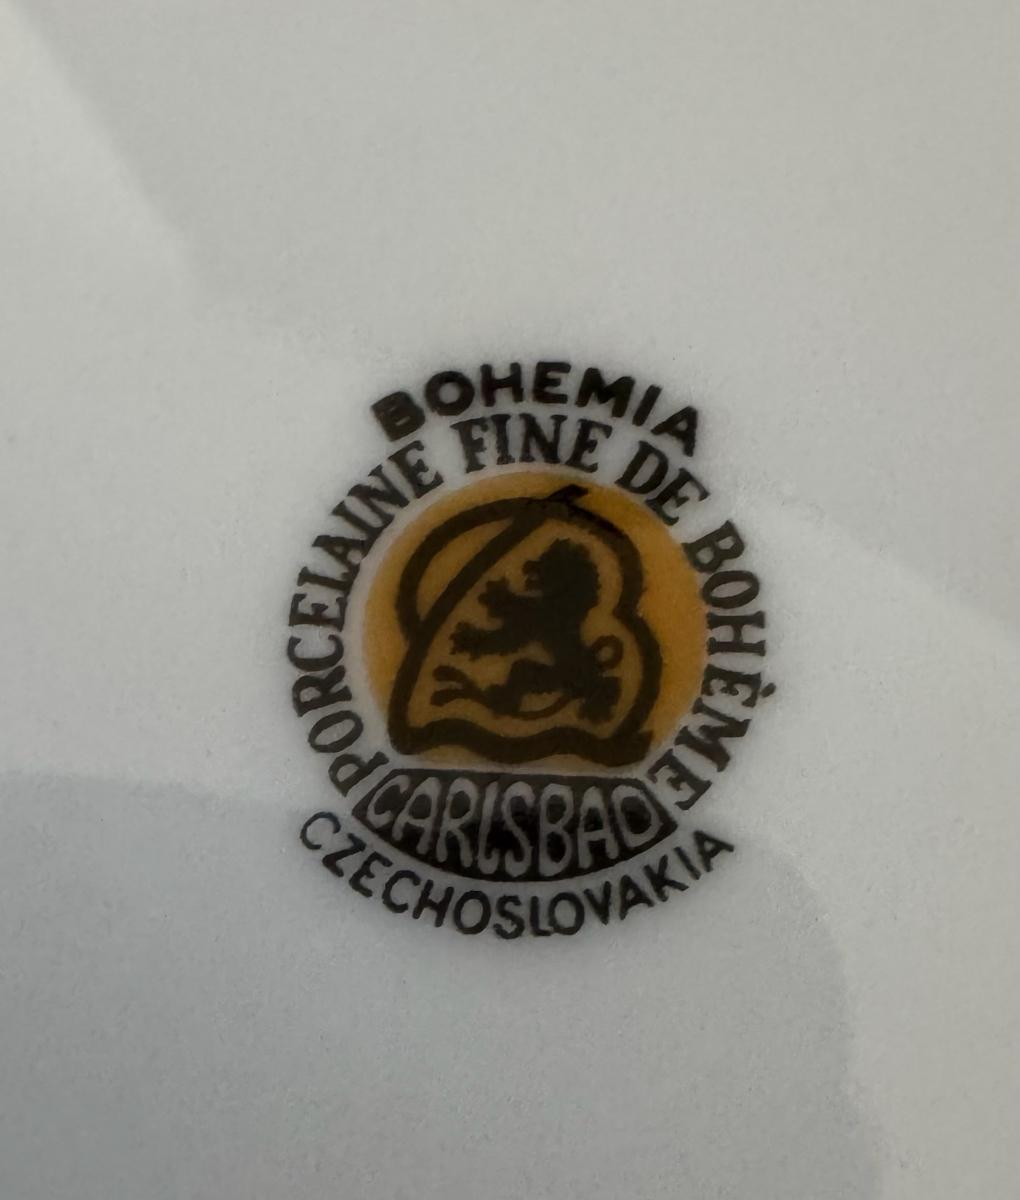 BOHEMIA
PORCELAINE FINE DE BOHÊME
CARLSBAD
CZECHOSLOVAKIA